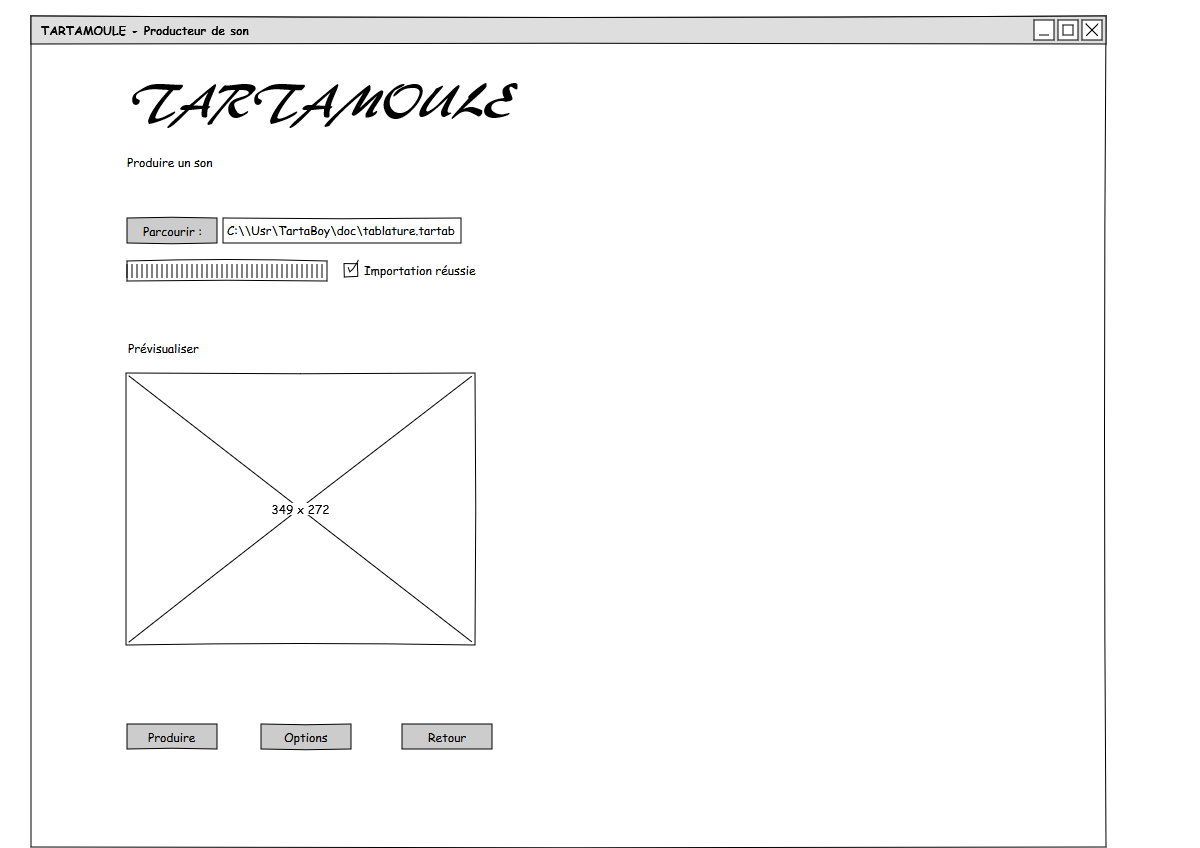 TARTAMOULE - Producteur de son
TARTAMOULE
Produire un son
Parcourir :
C:\\Usr\TartaBoy\doc\tablature.tartab
Importation réussie
Prévisualiser
349 x 272
Produire
Options
Retour